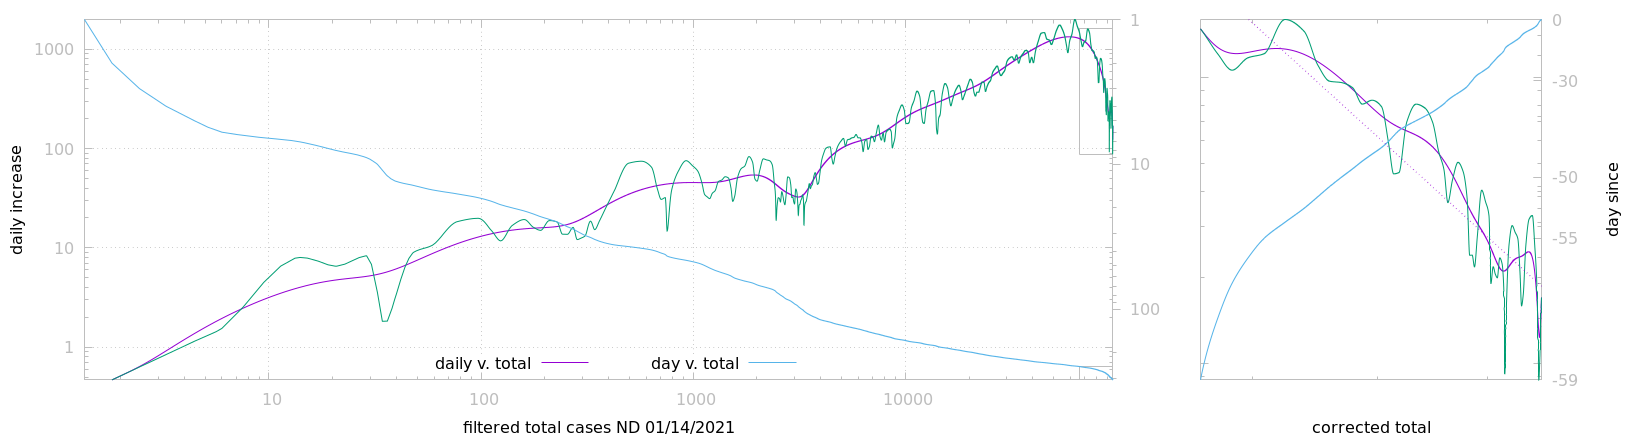 daily increase
1000
100
10
1
10
100
1000
10000
filtered total cases ND 01/14/2021
daily v. total
day v. total
1
10
100
0
-30
-50
-55
-59
day since
corrected total